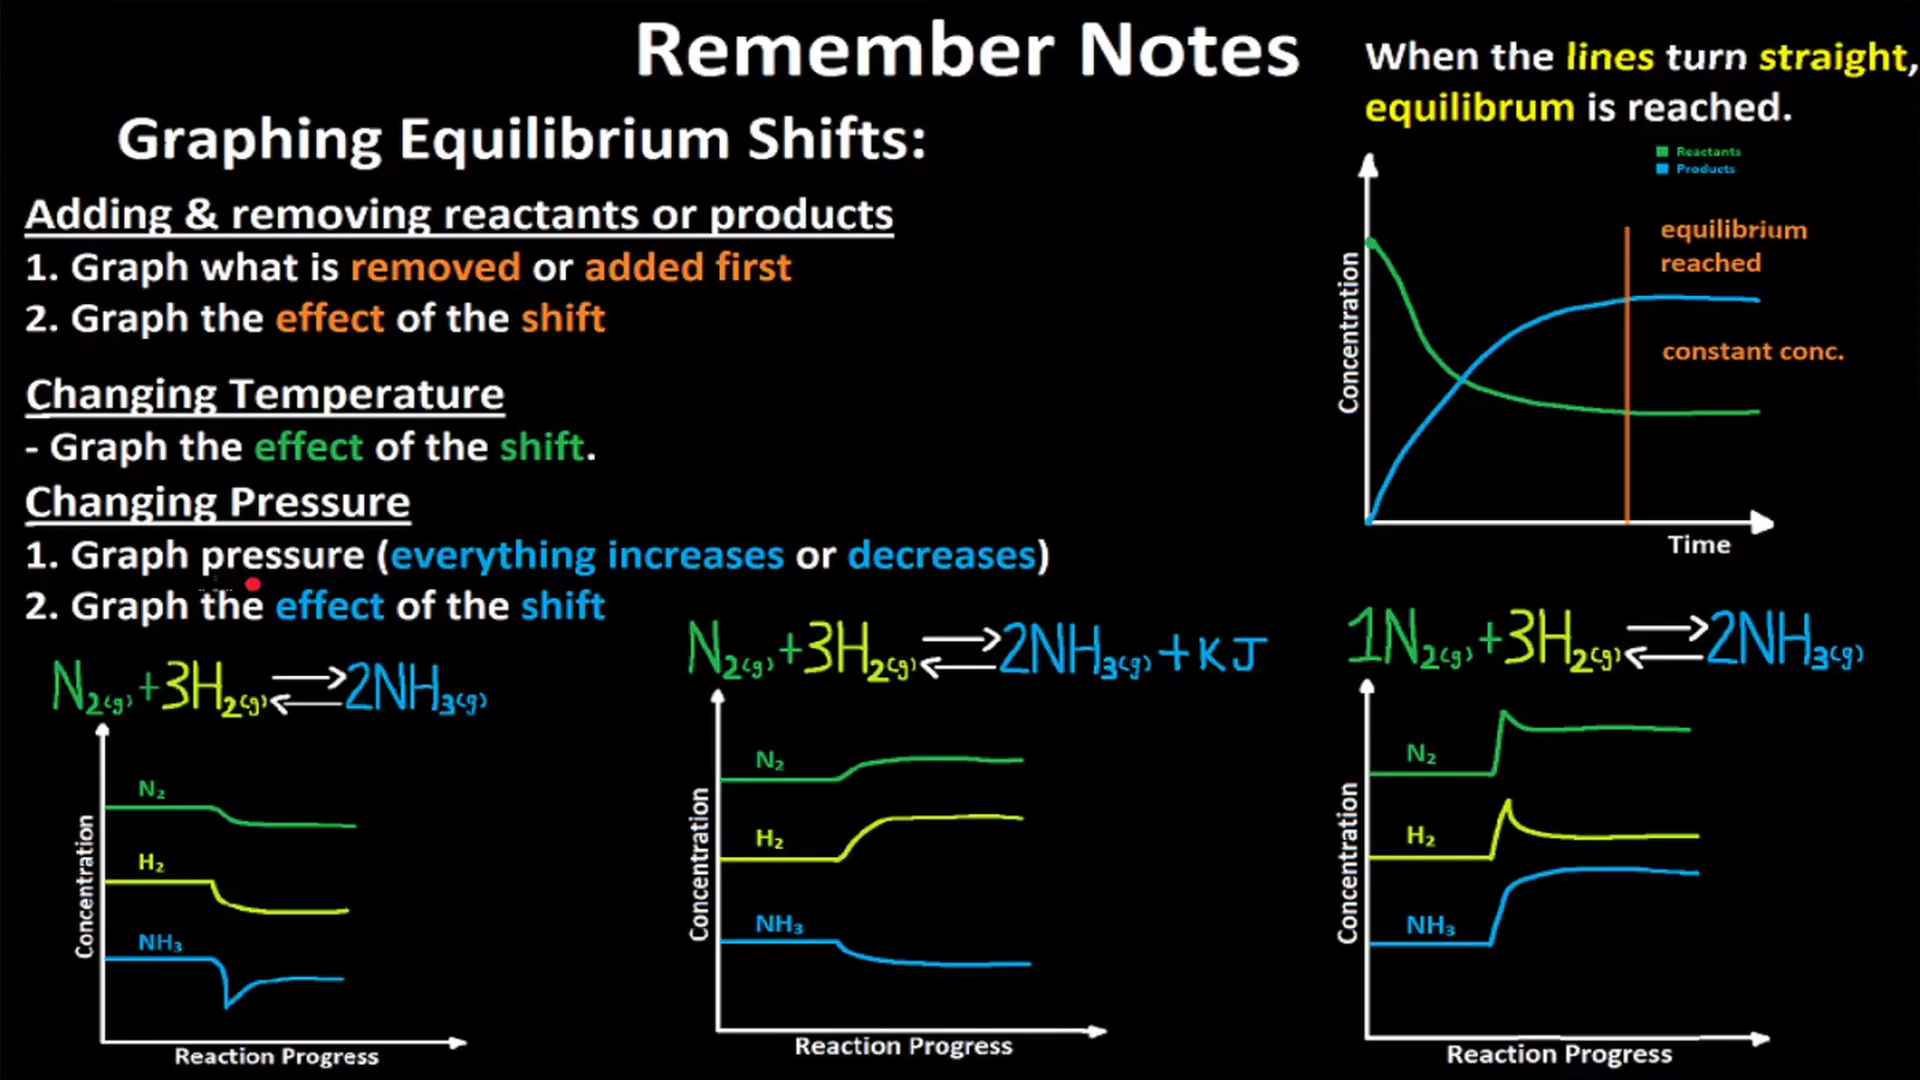 Remember Notes
When the lines turn straight,
equilibrum is reached.
Graphing Equilibrium Shifts:
Adding & removing reactants or products
1. Graph what is removed or added first
2. Graph the effect of the shift
Changing Temperature
- Graph the effect of the shift.
Changing Pressure
1. Graph pressure (everything increases or decreases)
2. Graph the effect of the shift
Reactants
Products
equilibrium
reached
constant conc.
Concentration
Time
N₂(g) + 3H₂(g) ⇌ 2NH₃(g)
N₂
H₂
NH₃
Concentration
Reaction Progress
N₂(g) + 3H₂(g) ⇌ 2NH₃(g) + KJ
N₂
H₂
NH₃
Concentration
Reaction Progress
1N₂(g) + 3H₂(g) ⇌ 2NH₃(g)
N₂
H₂
NH₃
Concentration
Reaction Progress